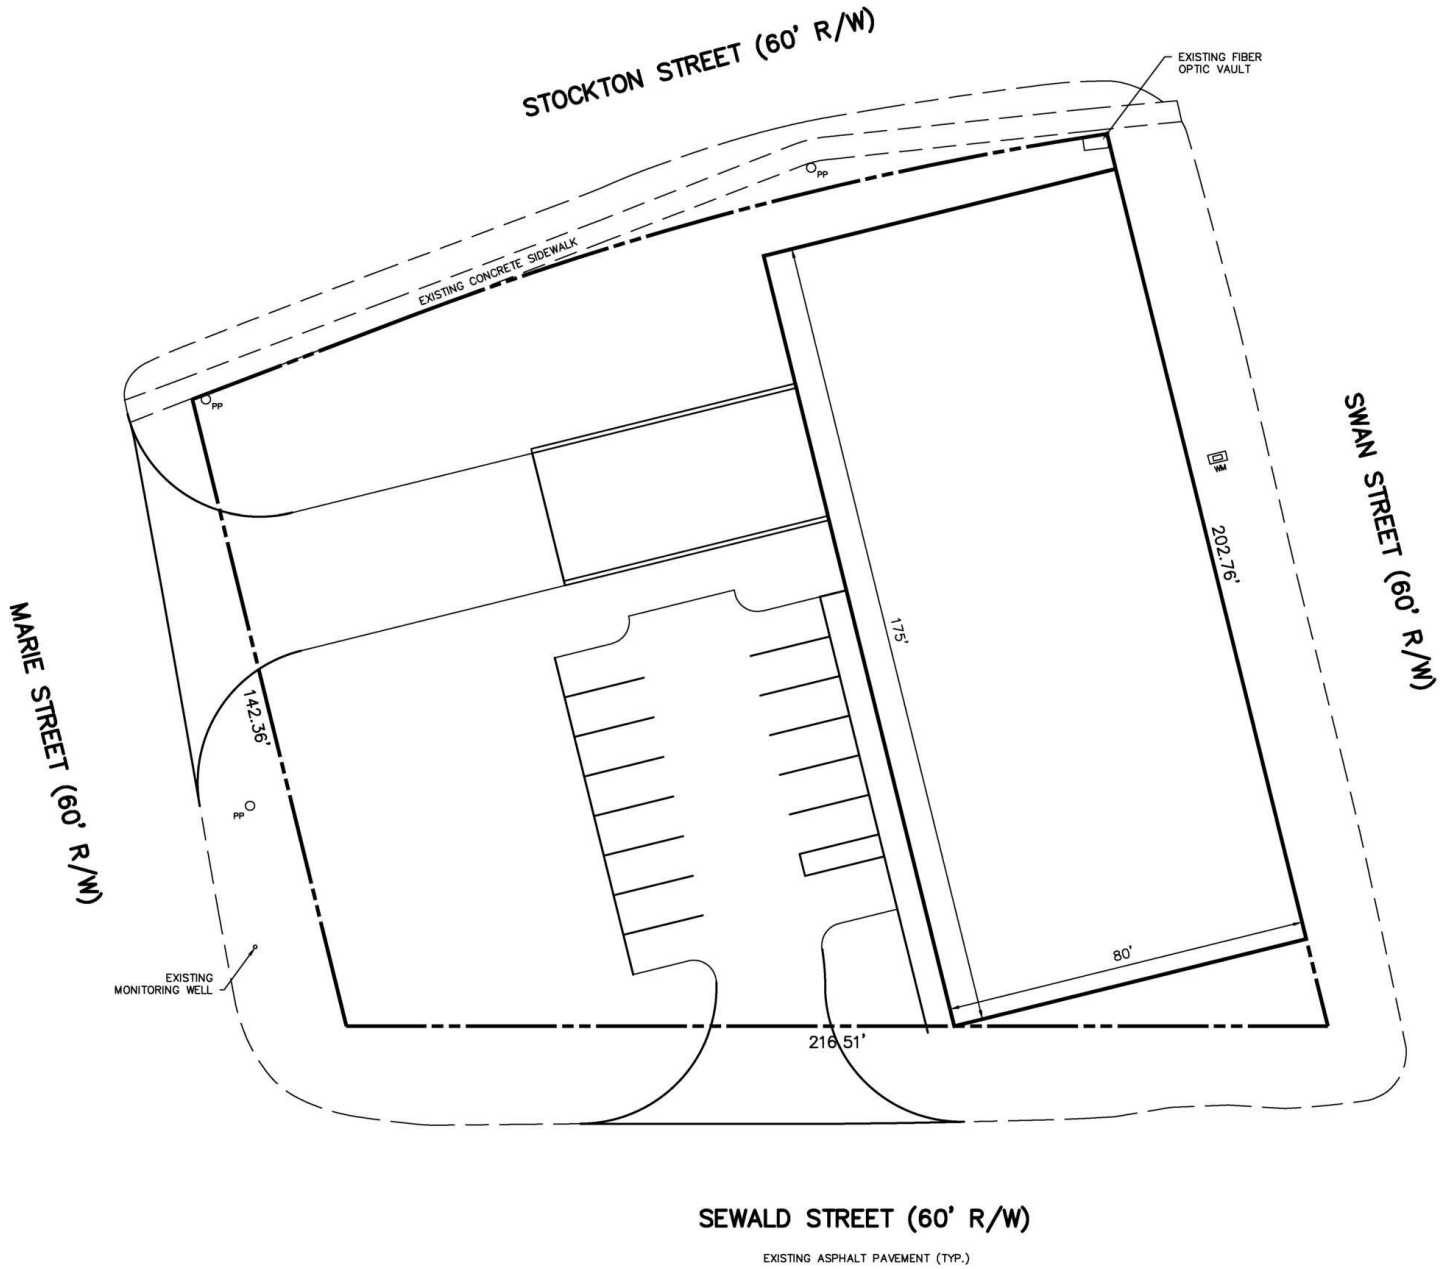 STOCKTON STREET (60' R/W)
EXISTING FIBER
OPTIC VAULT
PP
EXISTING CONCRETE SIDEWALK
PP
SWAN STREET (60' R/W)
WM
202.76'
175'
MARIE STREET (60' R/W)
142.36'
PP
80'
EXISTING
MONITORING WELL
216.51'
SEWALD STREET (60' R/W)
EXISTING ASPHALT PAVEMENT (TYP.)